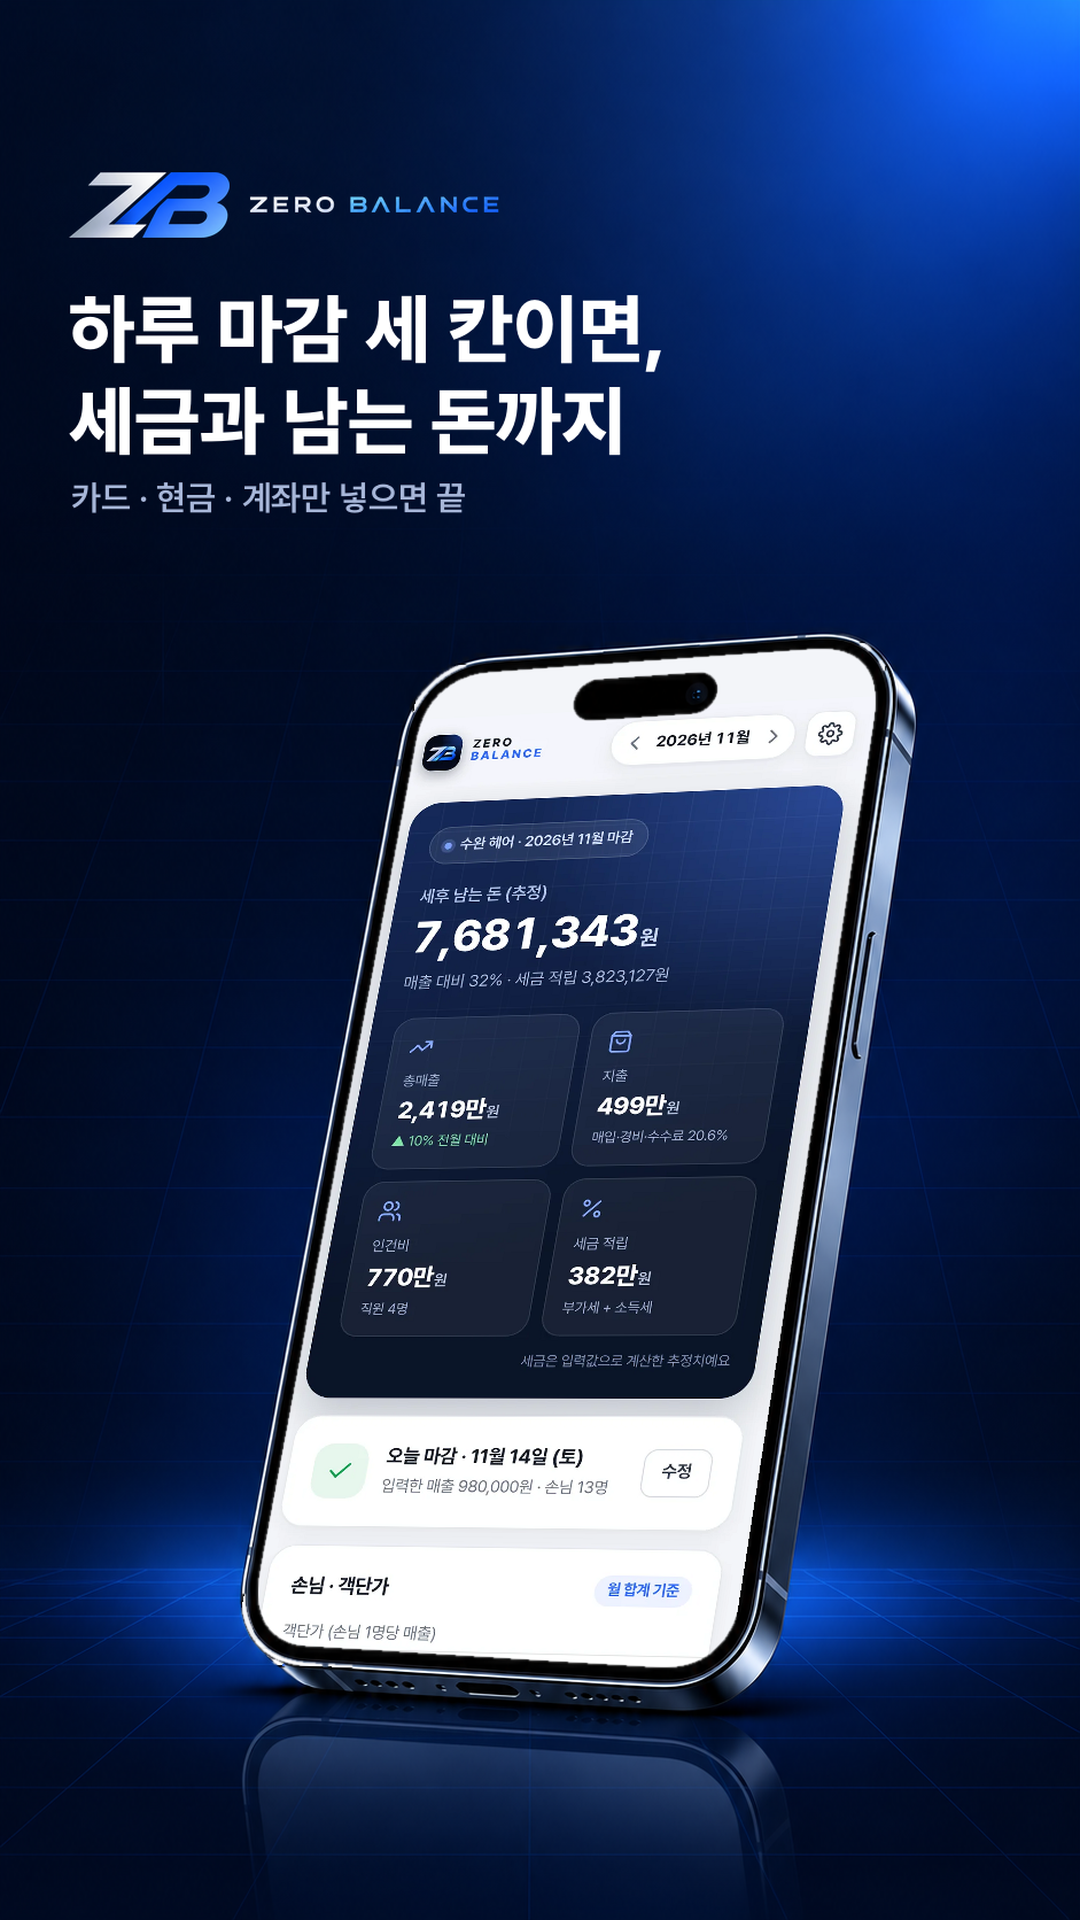 ZB ZERO BALANCE
하루 마감 세 칸이면,
세금과 남는 돈까지
카드 · 현금 · 계좌만 넣으면 끝
ZB ZERO
BALANCE
2026년 11월
수완 헤어 · 2026년 11월 마감
세후 남는 돈 (추정)
7,681,343원
매출 대비 32% · 세금 적립 3,823,127원
총매출
2,419만원
▲ 10% 전월 대비
지출
499만원
매입·경비·수수료 20.6%
인건비
770만원
직원 4명
세금 적립
382만원
부가세 + 소득세
세금은 입력값으로 계산한 추정치예요
오늘 마감 · 11월 14일 (토)
입력한 매출 980,000원 · 손님 13명
수정
손님 · 객단가
월 합계 기준
객단가 (손님 1명당 매출)